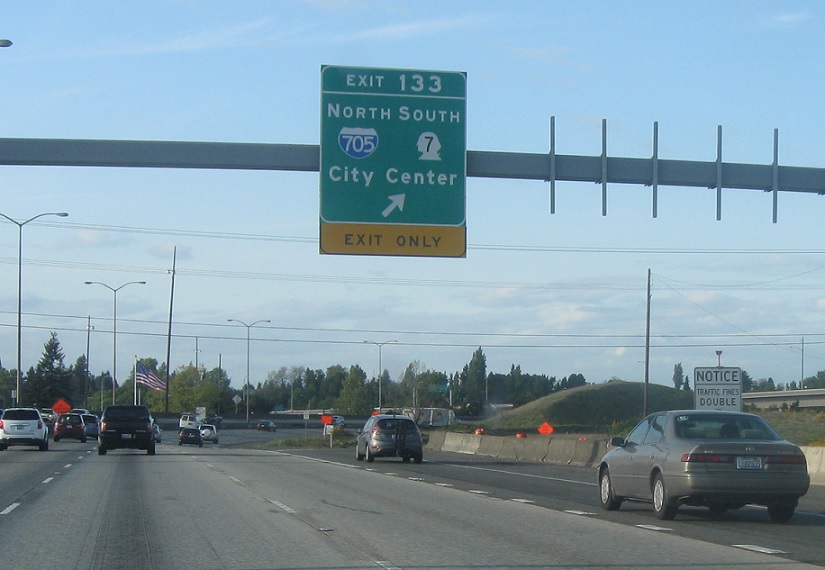 EXIT 133
NORTH SOUTH
705 7
City Center
EXIT ONLY
NOTICE
TRAFFIC FINES
DOUBLE